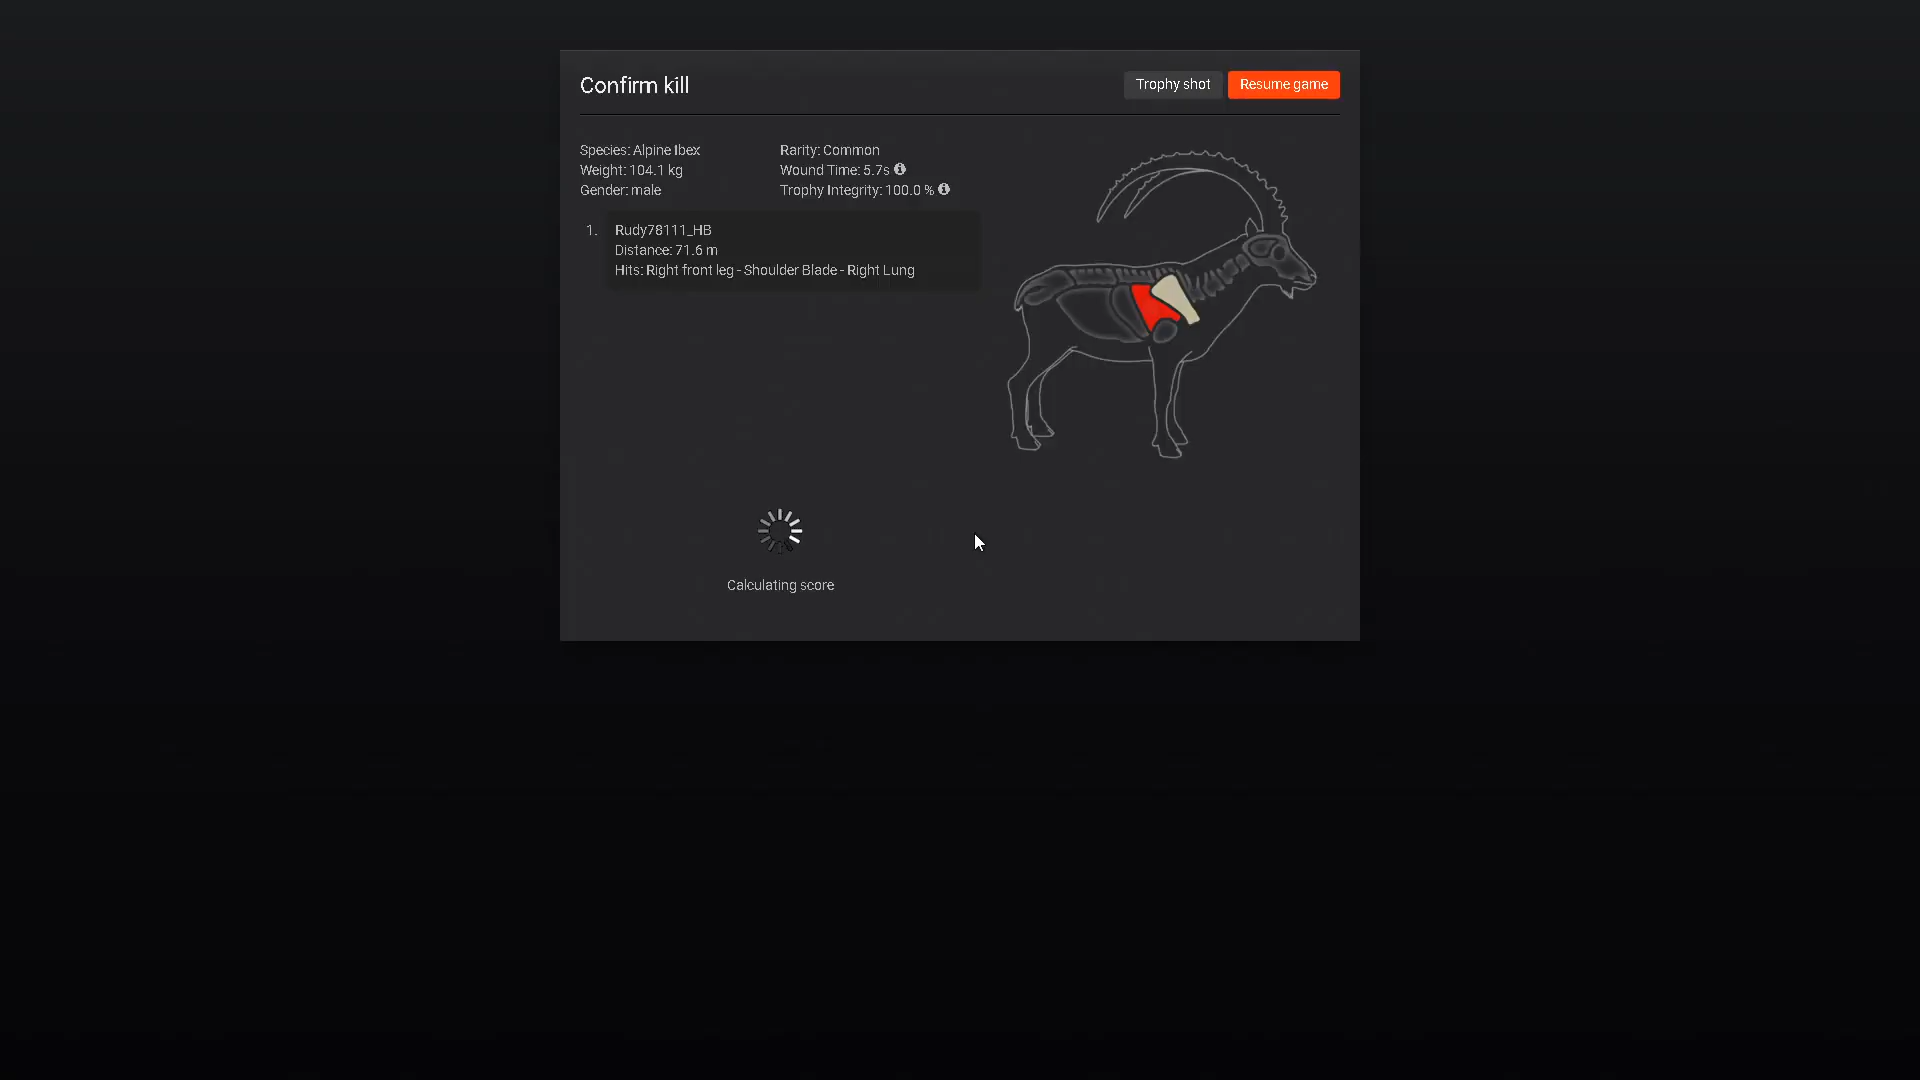 Confirm kill
Trophy shot
Resume game
Species: Alpine Ibex
Weight: 104.1 kg
Gender: male
Rarity: Common
Wound Time: 5.7s
Trophy Integrity: 100.0 %
1.
Rudy78111_HB
Distance: 71.6 m
Hits: Right front leg - Shoulder Blade - Right Lung
Calculating score